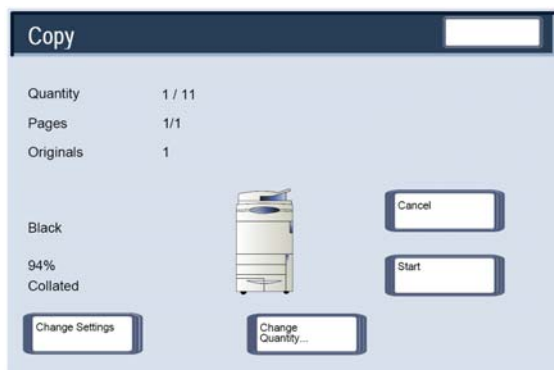 Copy
Quantity 1 / 11
Pages 1/1
Originals 1
Black
94%
Collated
Cancel
Start
Change Settings
Change
Quantity...